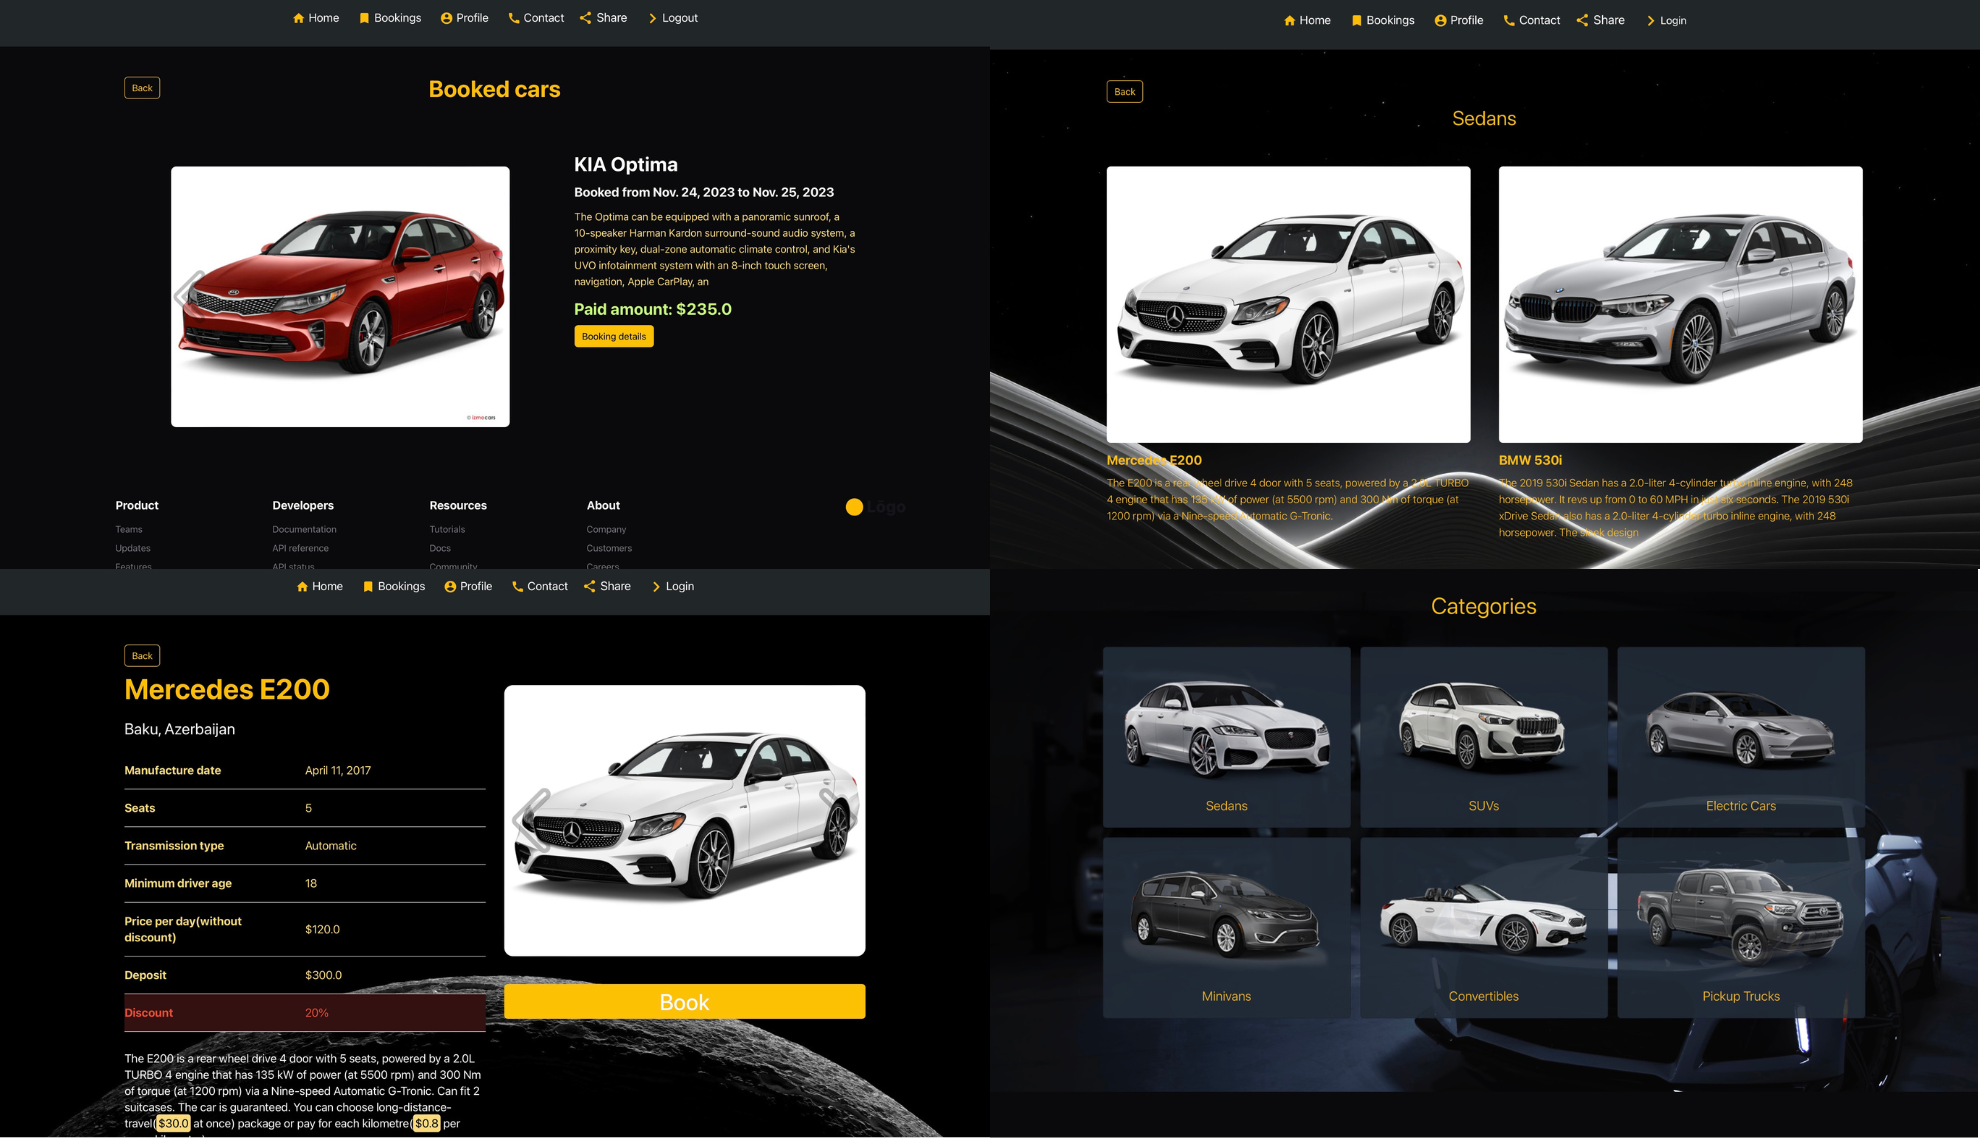 Home Bookings Profile Contact Share Logout
Back
Booked cars
KIA Optima
Booked from Nov. 24, 2023 to Nov. 25, 2023
The Optima can be equipped with a panoramic sunroof, a
10-speaker Harman Kardon surround-sound audio system, a
proximity key, dual-zone automatic climate control, and Kia's
UVO infotainment system with an 8-inch touch screen,
navigation, Apple CarPlay, an
Paid amount: $235.0
Booking details
© izmocars
Product Developers Resources About Lōgo
Teams Documentation Tutorials Company
Updates API reference Docs Customers
Features API status Community Careers
Home Bookings Profile Contact Share Login
Back
Sedans
Mercedes E200
The E200 is a rear wheel drive 4 door with 5 seats, powered by a 2.0L TURBO
4 engine that has 135 kW of power (at 5500 rpm) and 300 Nm of torque (at
1200 rpm) via a Nine-speed Automatic G-Tronic.
BMW 530i
The 2019 530i Sedan has a 2.0-liter 4-cylinder turbo inline engine, with 248
horsepower. It revs up from 0 to 60 MPH in just six seconds. The 2019 530i
xDrive Sedan also has a 2.0-liter 4-cylinder turbo inline engine, with 248
horsepower. The sleek design
Home Bookings Profile Contact Share Login
Back
Mercedes E200
Baku, Azerbaijan
Manufacture date April 11, 2017
Seats 5
Transmission type Automatic
Minimum driver age 18
Price per day(without
discount) $120.0
Deposit $300.0
Discount 20%
The E200 is a rear wheel drive 4 door with 5 seats, powered by a 2.0L
TURBO 4 engine that has 135 kW of power (at 5500 rpm) and 300 Nm
of torque (at 1200 rpm) via a Nine-speed Automatic G-Tronic. Can fit 2
suitcases. The car is guaranteed. You can choose long-distance-
travel($30.0 at once) package or pay for each kilometre($0.8 per
Book
Categories
Sedans SUVs Electric Cars
Minivans Convertibles Pickup Trucks